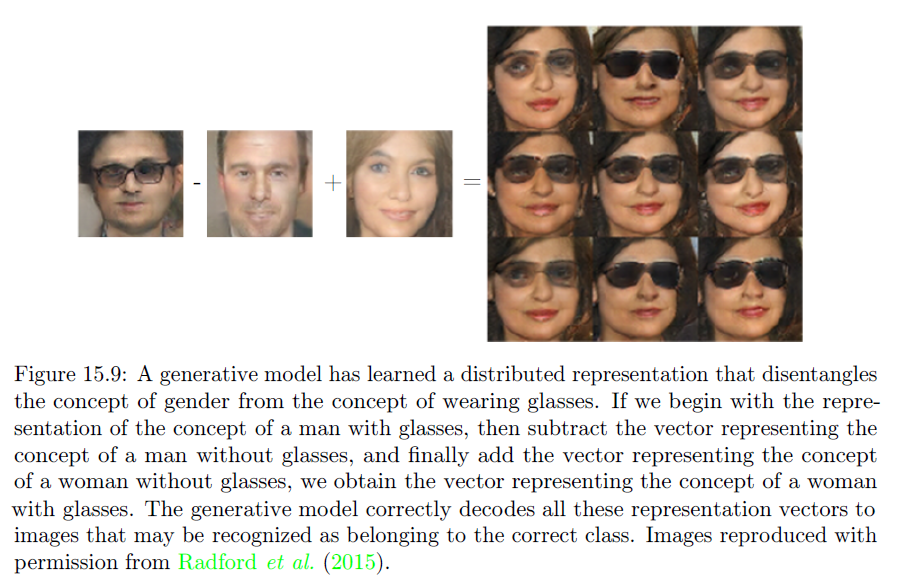 - + =
Figure 15.9: A generative model has learned a distributed representation that disentangles
the concept of gender from the concept of wearing glasses. If we begin with the repre-
sentation of the concept of a man with glasses, then subtract the vector representing the
concept of a man without glasses, and finally add the vector representing the concept
of a woman without glasses, we obtain the vector representing the concept of a woman
with glasses. The generative model correctly decodes all these representation vectors to
images that may be recognized as belonging to the correct class. Images reproduced with
permission from Radford et al. (2015).